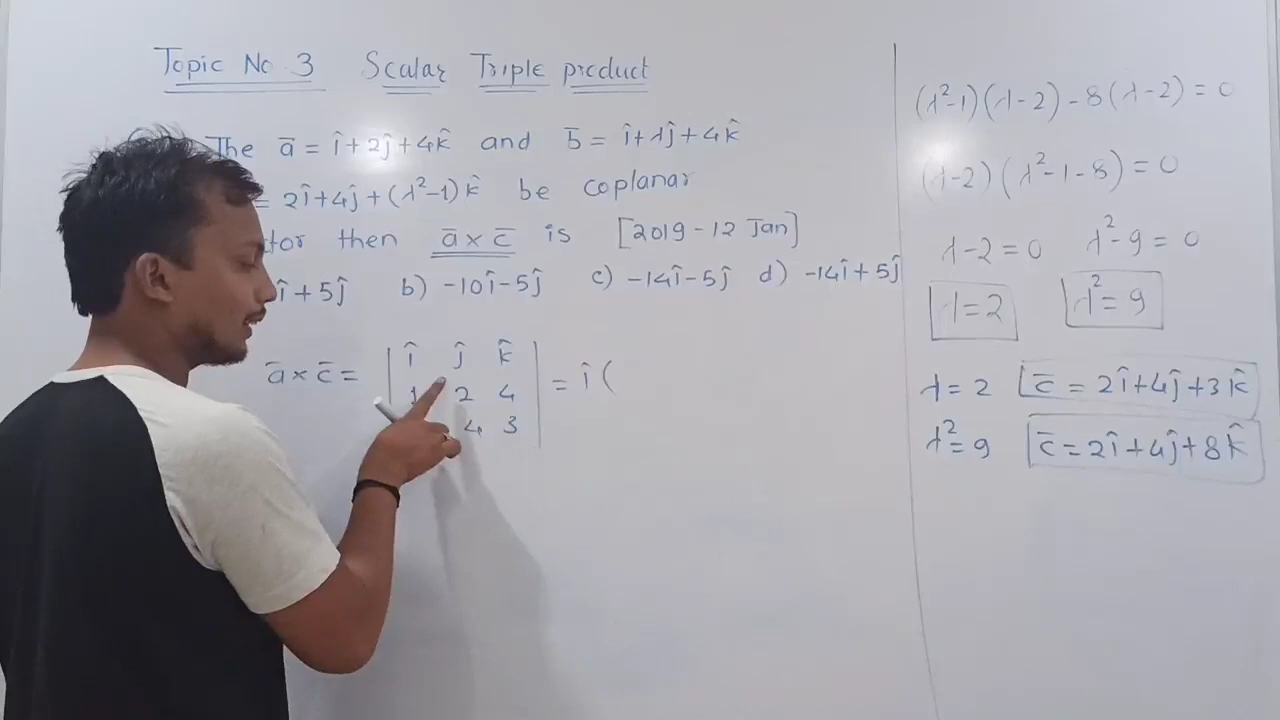 Topic No. 3 Scalar Triple product
The a̅ = î+2ĵ+4k̂ and b̅ = î+λĵ+4k̂
= 2î+4ĵ+(λ²-1)k̂ be coplanar
tor then a̅ × c̅ is [2019-12 Jan]
î+5ĵ b) -10î-5ĵ c) -14î-5ĵ d) -14î+5ĵ
a̅ × c̅ = | î ĵ k̂ | = î (
1 2 4
4 3
(λ²-1)(λ-2)-8(λ-2)=0
(λ-2)(λ²-1-8)=0
λ-2=0 λ²-9=0
λ=2 λ²=9
λ=2 c̅ = 2î+4ĵ+3k̂
λ²=9 c̅ = 2î+4ĵ+8k̂